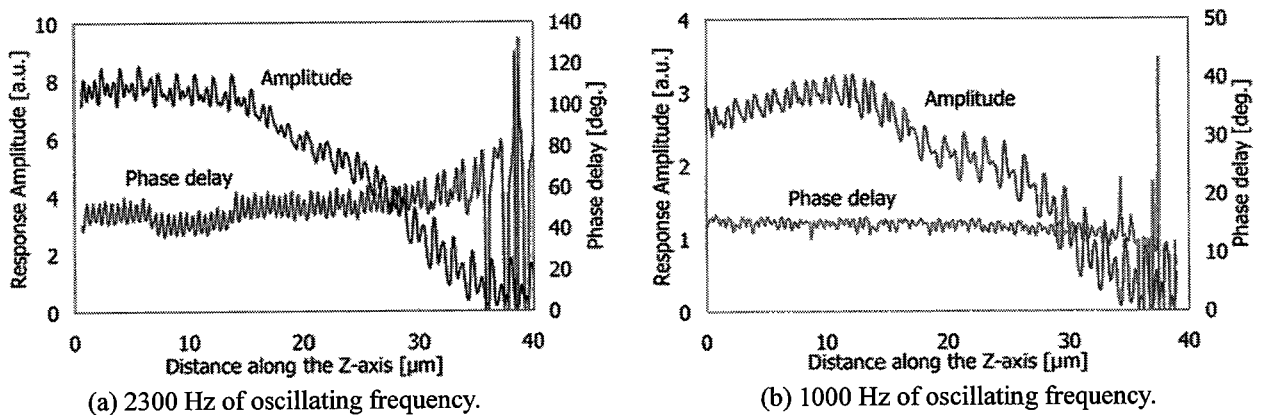 10
8
6
4
2
0
Response Amplitude [a.u.]
Amplitude
Phase delay
140
120
100
80
60
40
20
0
Phase delay [deg.]
0
10
20
30
40
Distance along the Z-axis [µm]
(a) 2300 Hz of oscillating frequency.
4
3
2
1
0
Response Amplitude [a.u.]
Amplitude
Phase delay
50
40
30
20
10
0
Phase delay [deg.]
0
10
20
30
40
Distance along the Z-axis [µm]
(b) 1000 Hz of oscillating frequency.